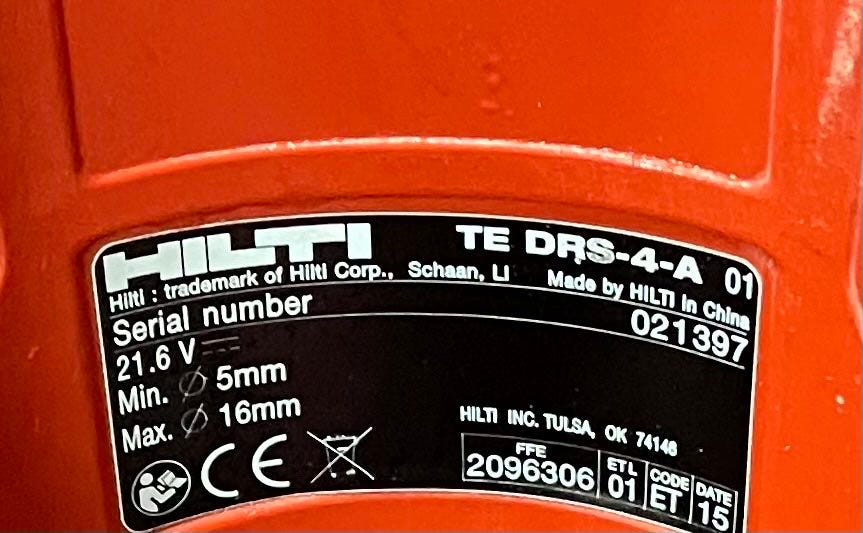 HILTI TE DRS-4-A 01
Hilti : trademark of Hilti Corp., Schaan, LI Made by HILTI in China
Serial number 021397
21.6 V
Min. Ø 5mm
Max. Ø 16mm
HILTI INC. TULSA, OK 74146
CE
FFE ETL CODE DATE
2096306 01 ET 15